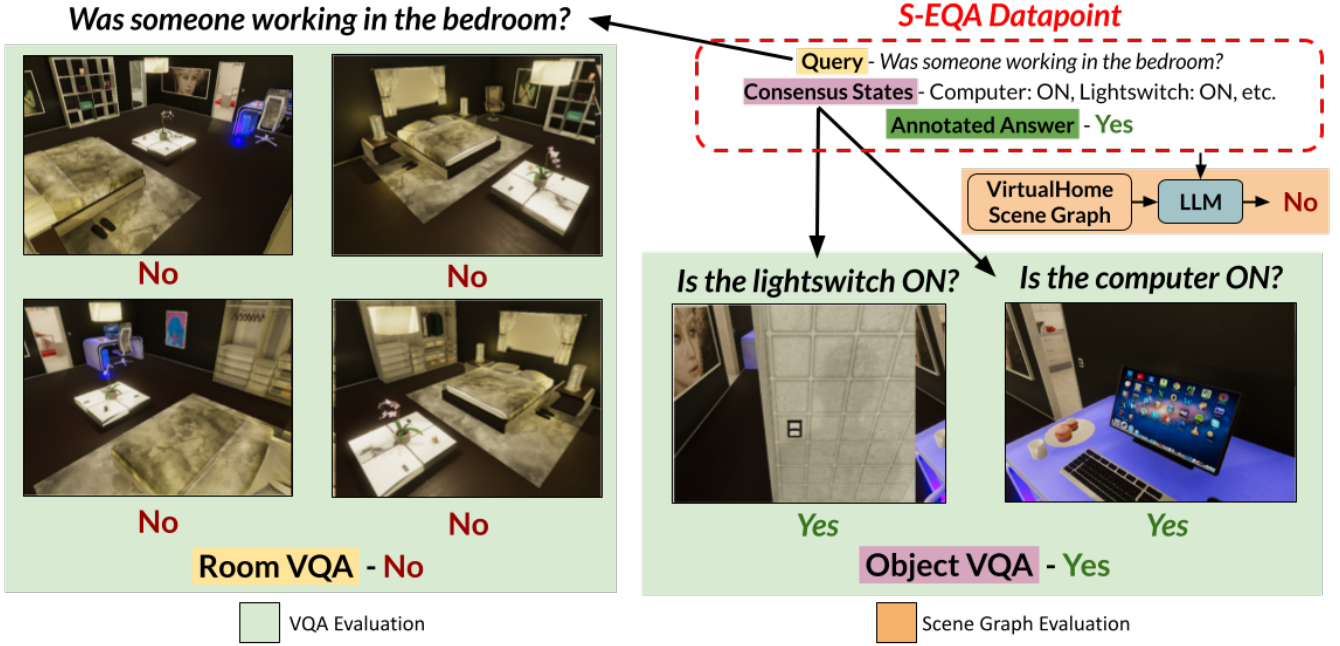 Was someone working in the bedroom?
No
No
No
No
Room VQA - No
S-EQA Datapoint
Query - Was someone working in the bedroom?
Consensus States - Computer: ON, Lightswitch: ON, etc.
Annotated Answer - Yes
VirtualHome
Scene Graph
LLM
No
Is the lightswitch ON?
Is the computer ON?
Yes
Yes
Object VQA - Yes
VQA Evaluation
Scene Graph Evaluation